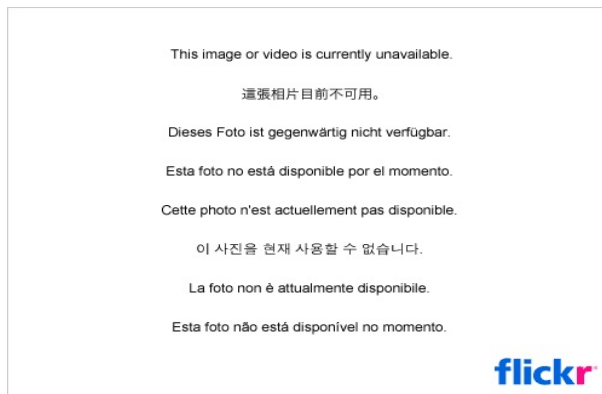 This image or video is currently unavailable.
這張相片目前不可用。
Dieses Foto ist gegenwärtig nicht verfügbar.
Esta foto no está disponible por el momento.
Cette photo n'est actuellement pas disponible.
이 사진을 현재 사용할 수 없습니다.
La foto non è attualmente disponibile.
Esta foto não está disponível no momento.
flickr